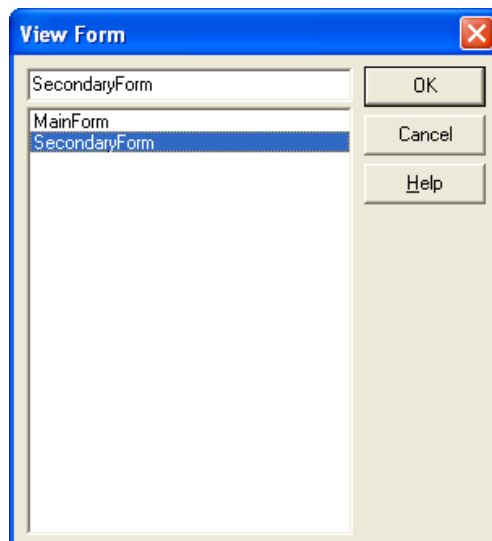 View Form
SecondaryForm
OK
MainForm
SecondaryForm
Cancel
Help